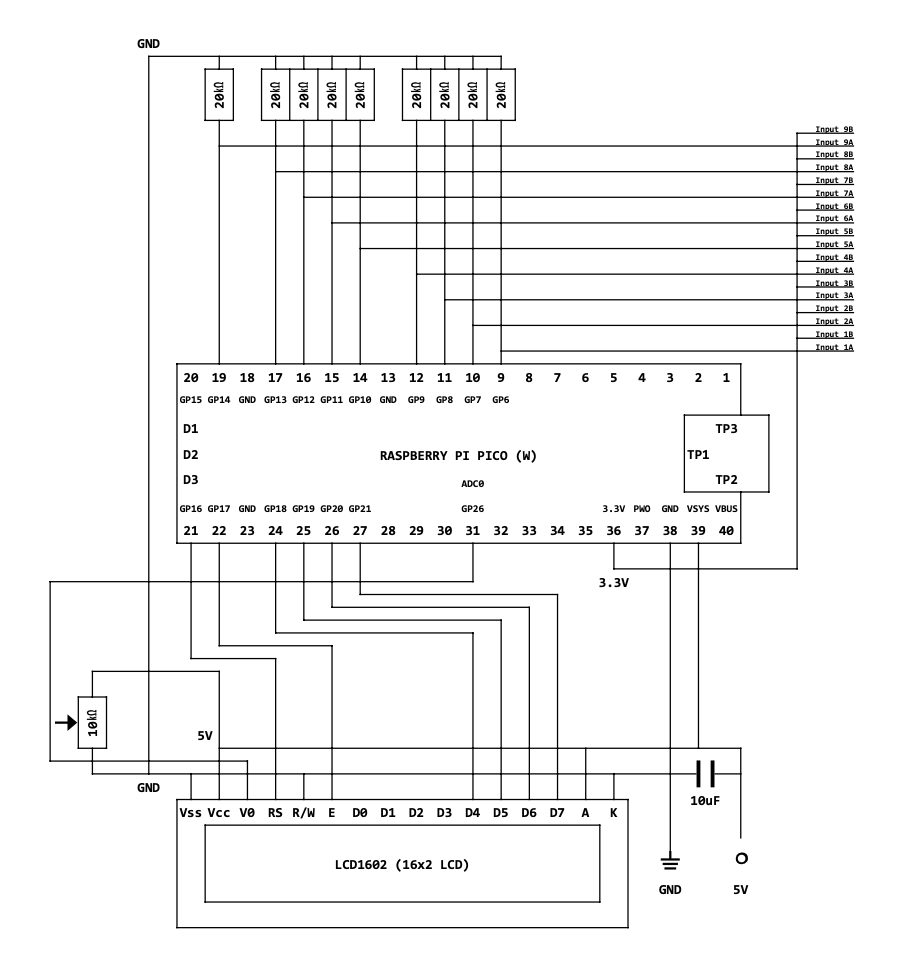 GND
20kΩ 20kΩ 20kΩ 20kΩ 20kΩ 20kΩ 20kΩ 20kΩ 20kΩ
Input 9B
Input 9A
Input 8B
Input 8A
Input 7B
Input 7A
Input 6B
Input 6A
Input 5B
Input 5A
Input 4B
Input 4A
Input 3B
Input 3A
Input 2B
Input 2A
Input 1B
Input 1A
20 19 18 17 16 15 14 13 12 11 10 9 8 7 6 5 4 3 2 1
GP15 GP14 GND GP13 GP12 GP11 GP10 GND GP9 GP8 GP7 GP6
D1 TP3
D2 RASPBERRY PI PICO (W) TP1
D3 TP2
ADC0
GP16 GP17 GND GP18 GP19 GP20 GP21 GP26 3.3V PWO GND VSYS VBUS
21 22 23 24 25 26 27 28 29 30 31 32 33 34 35 36 37 38 39 40
3.3V
10kΩ
5V
GND
10uF
Vss Vcc V0 RS R/W E D0 D1 D2 D3 D4 D5 D6 D7 A K
LCD1602 (16x2 LCD)
GND 5V